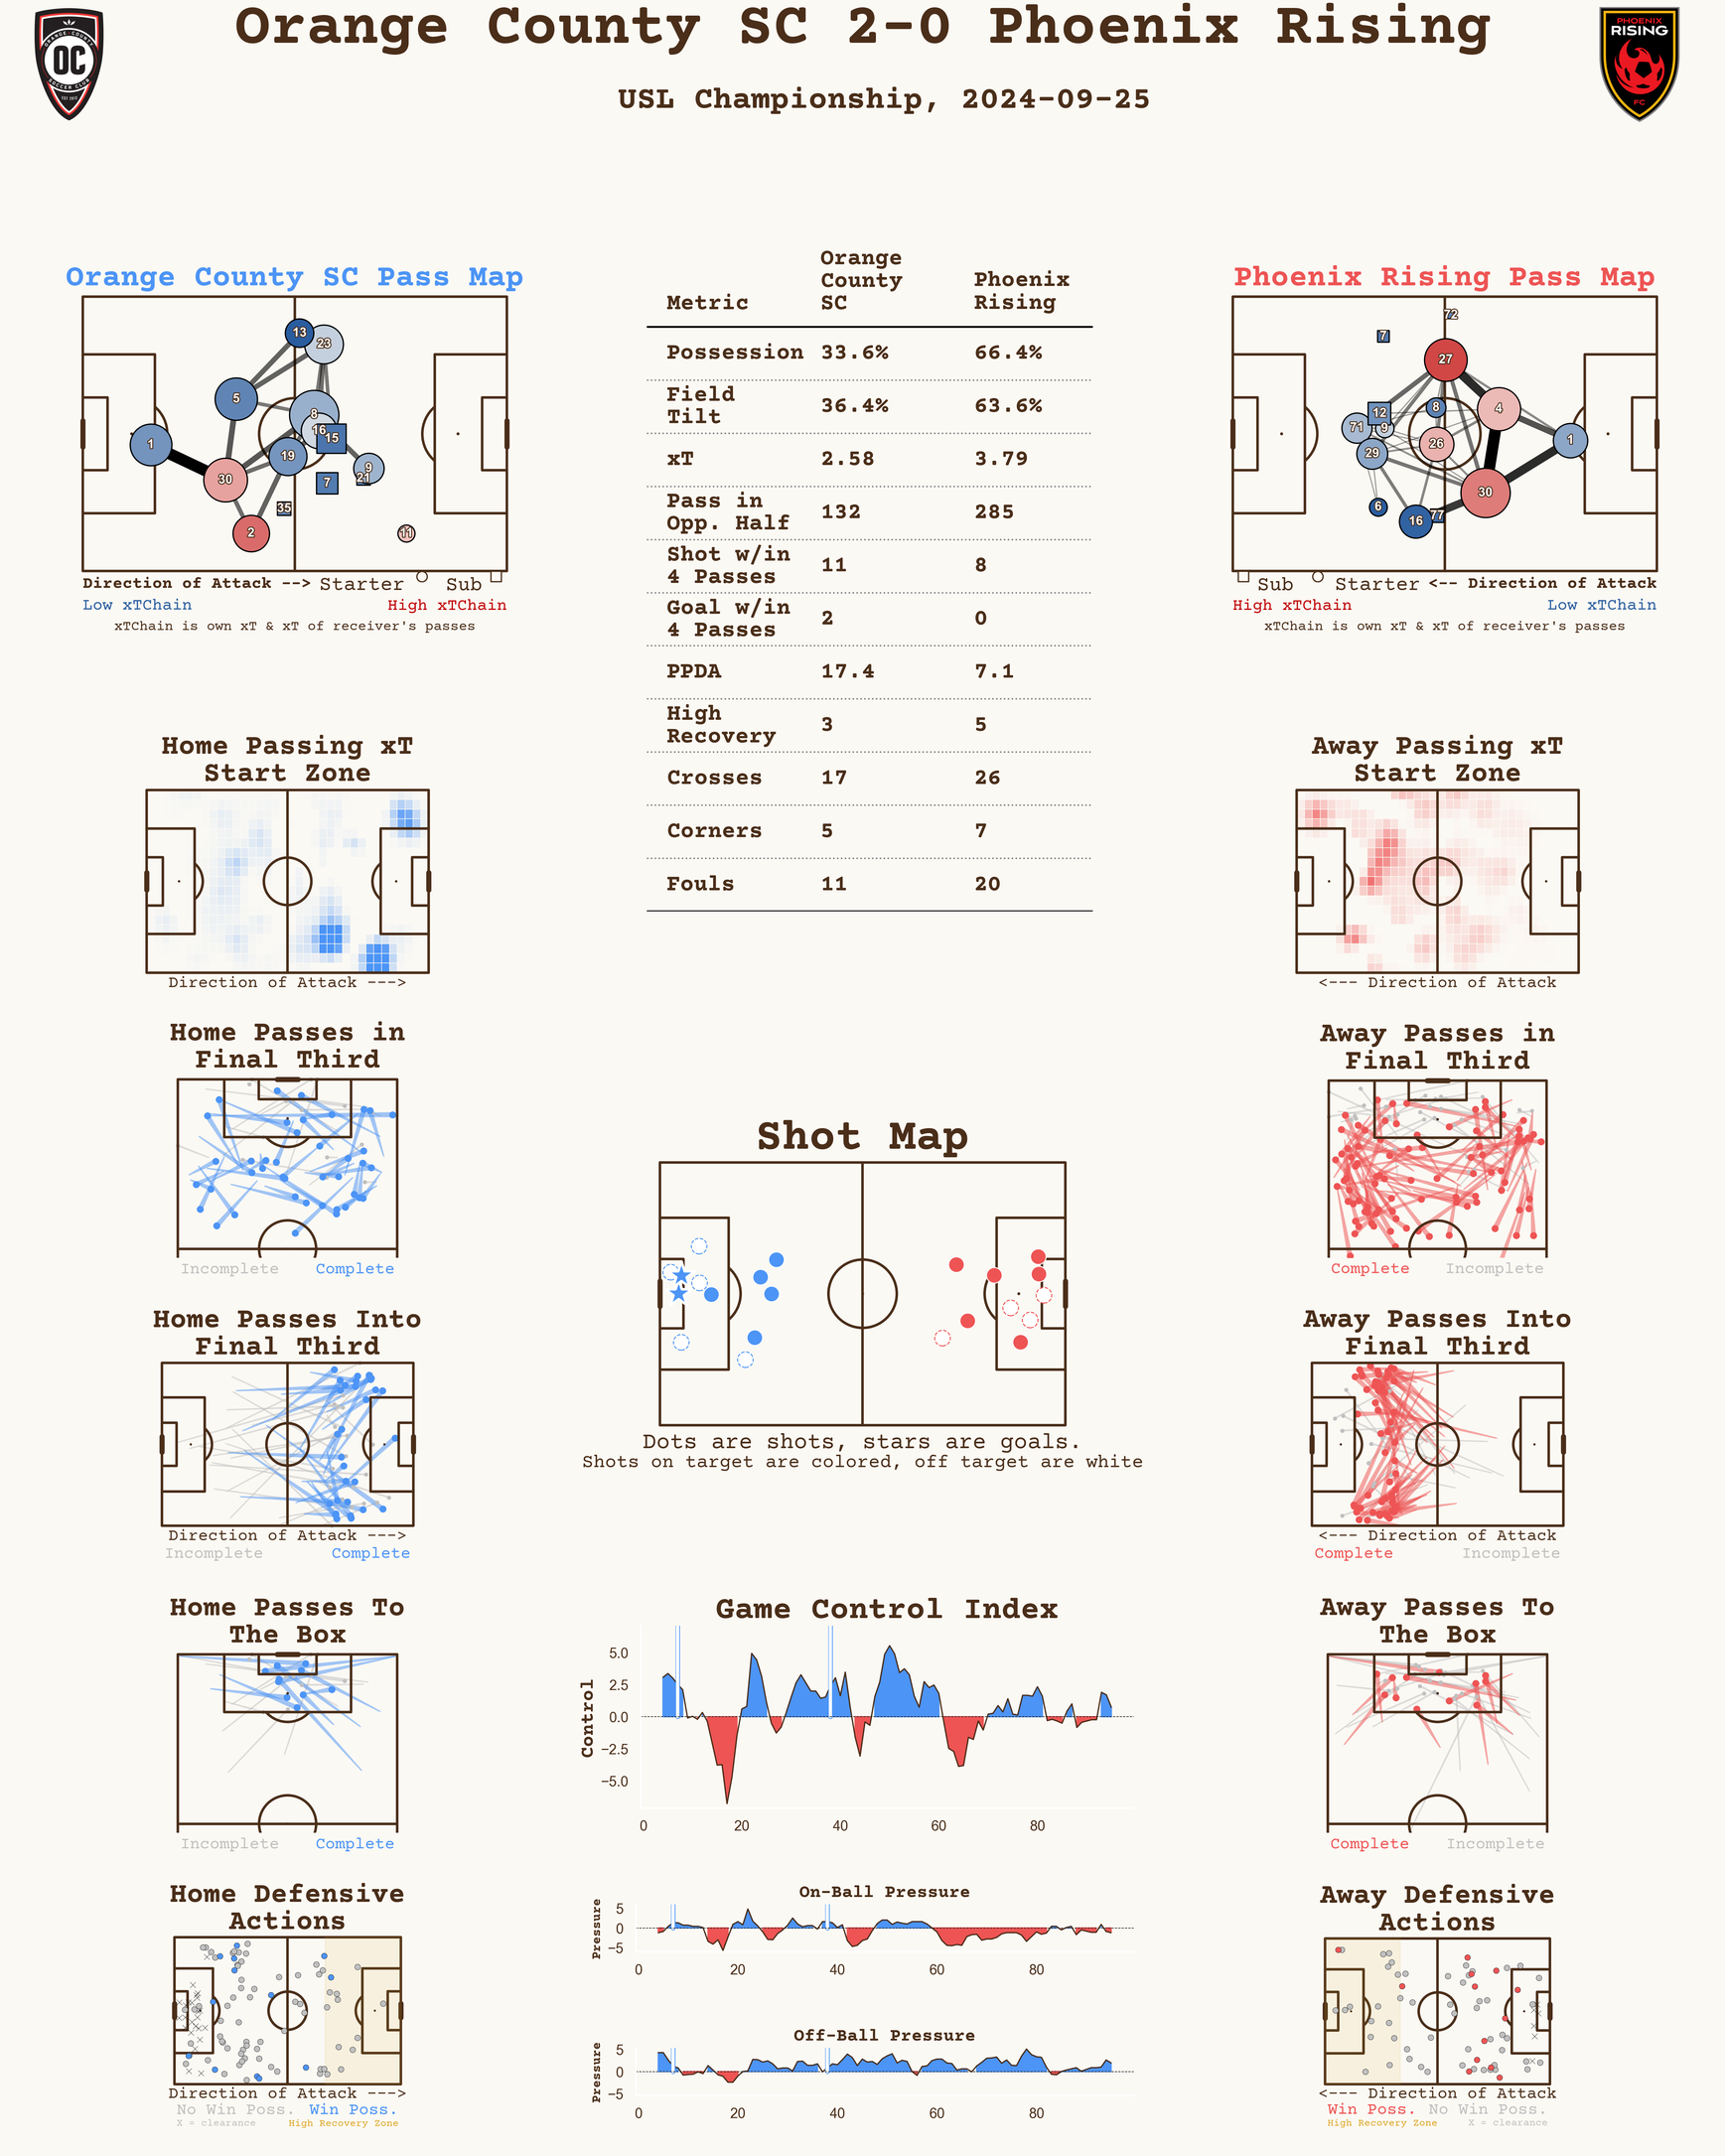 Orange County SC 2-0 Phoenix Rising
USL Championship, 2024-09-25
ORANGE COUNTY
OC
SOCCER CLUB
PHOENIX
RISING
FC
Orange County SC Pass Map
13
23
5
8
16
15
1
19
9
21
30
7
35
2
11
Direction of Attack --> Starter Sub
Low xTChain High xTChain
xTChain is own xT & xT of receiver's passes
Metric Orange County SC Phoenix Rising
Possession 33.6% 66.4%
Field Tilt 36.4% 63.6%
xT 2.58 3.79
Pass in Opp. Half 132 285
Shot w/in 4 Passes 11 8
Goal w/in 4 Passes 2 0
PPDA 17.4 7.1
High Recovery 3 5
Crosses 17 26
Corners 5 7
Fouls 11 20
Phoenix Rising Pass Map
72
7
27
12
8
4
71
9
26
1
29
30
6
16
77
Sub Starter <-- Direction of Attack
High xTChain Low xTChain
xTChain is own xT & xT of receiver's passes
Home Passing xT
Start Zone
Direction of Attack --->
Away Passing xT
Start Zone
<--- Direction of Attack
Home Passes in
Final Third
Incomplete Complete
Away Passes in
Final Third
Complete Incomplete
Shot Map
Dots are shots, stars are goals.
Shots on target are colored, off target are white
Home Passes Into
Final Third
Direction of Attack --->
Incomplete Complete
Away Passes Into
Final Third
<--- Direction of Attack
Complete Incomplete
Home Passes To
The Box
Incomplete Complete
Game Control Index
Control
5.0
2.5
0.0
−2.5
−5.0
0 20 40 60 80
Away Passes To
The Box
Complete Incomplete
Home Defensive
Actions
Direction of Attack --->
No Win Poss. Win Poss.
X = clearance High Recovery Zone
On-Ball Pressure
Pressure
5
0
−5
0 20 40 60 80
Off-Ball Pressure
Pressure
5
0
−5
0 20 40 60 80
Away Defensive
Actions
<--- Direction of Attack
Win Poss. No Win Poss.
High Recovery Zone X = clearance